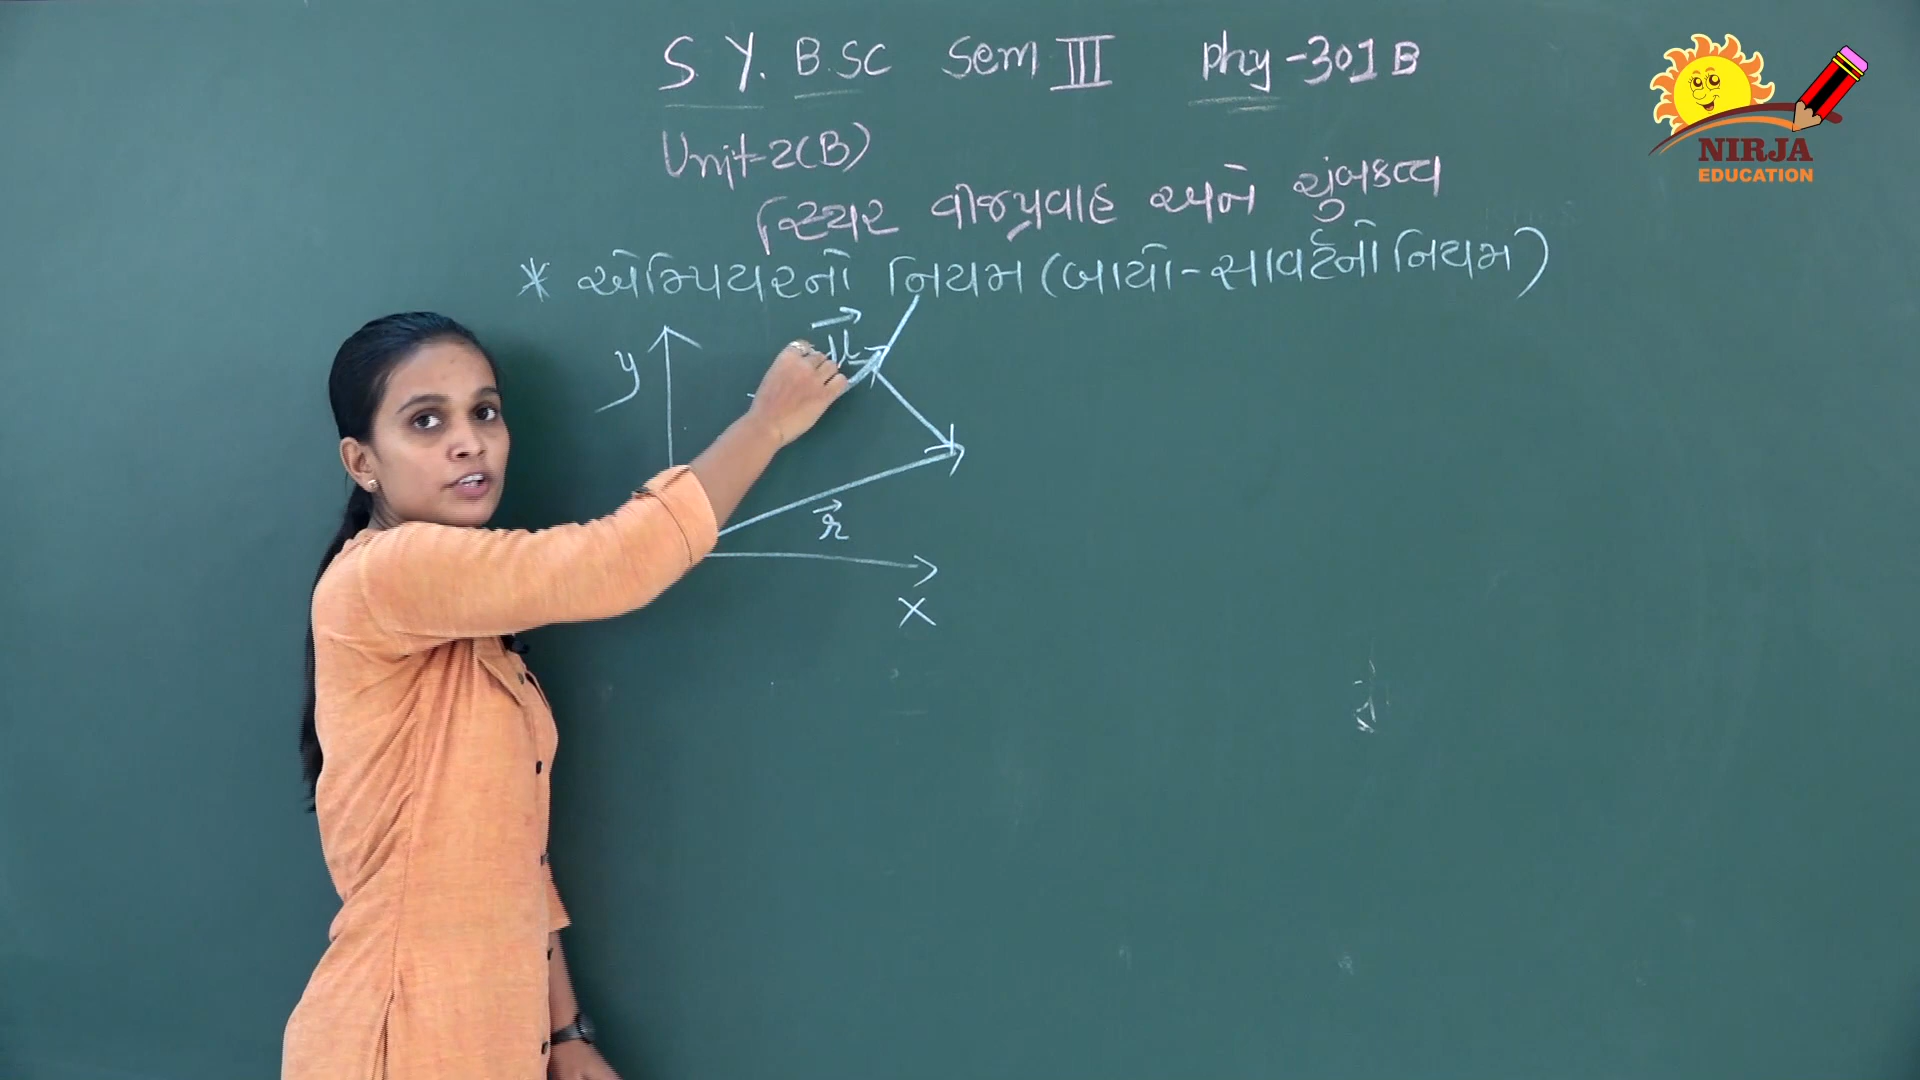 S.Y. B.SC Sem III Phy-301 B
Unit-2(B)
સ્થિર વીજપ્રવાહ અને ચુંબકત્વ
* એમ્પિયરનો નિયમ (બાયો-સાવર્ટનો નિયમ)
y
r
x
NIRJA
EDUCATION